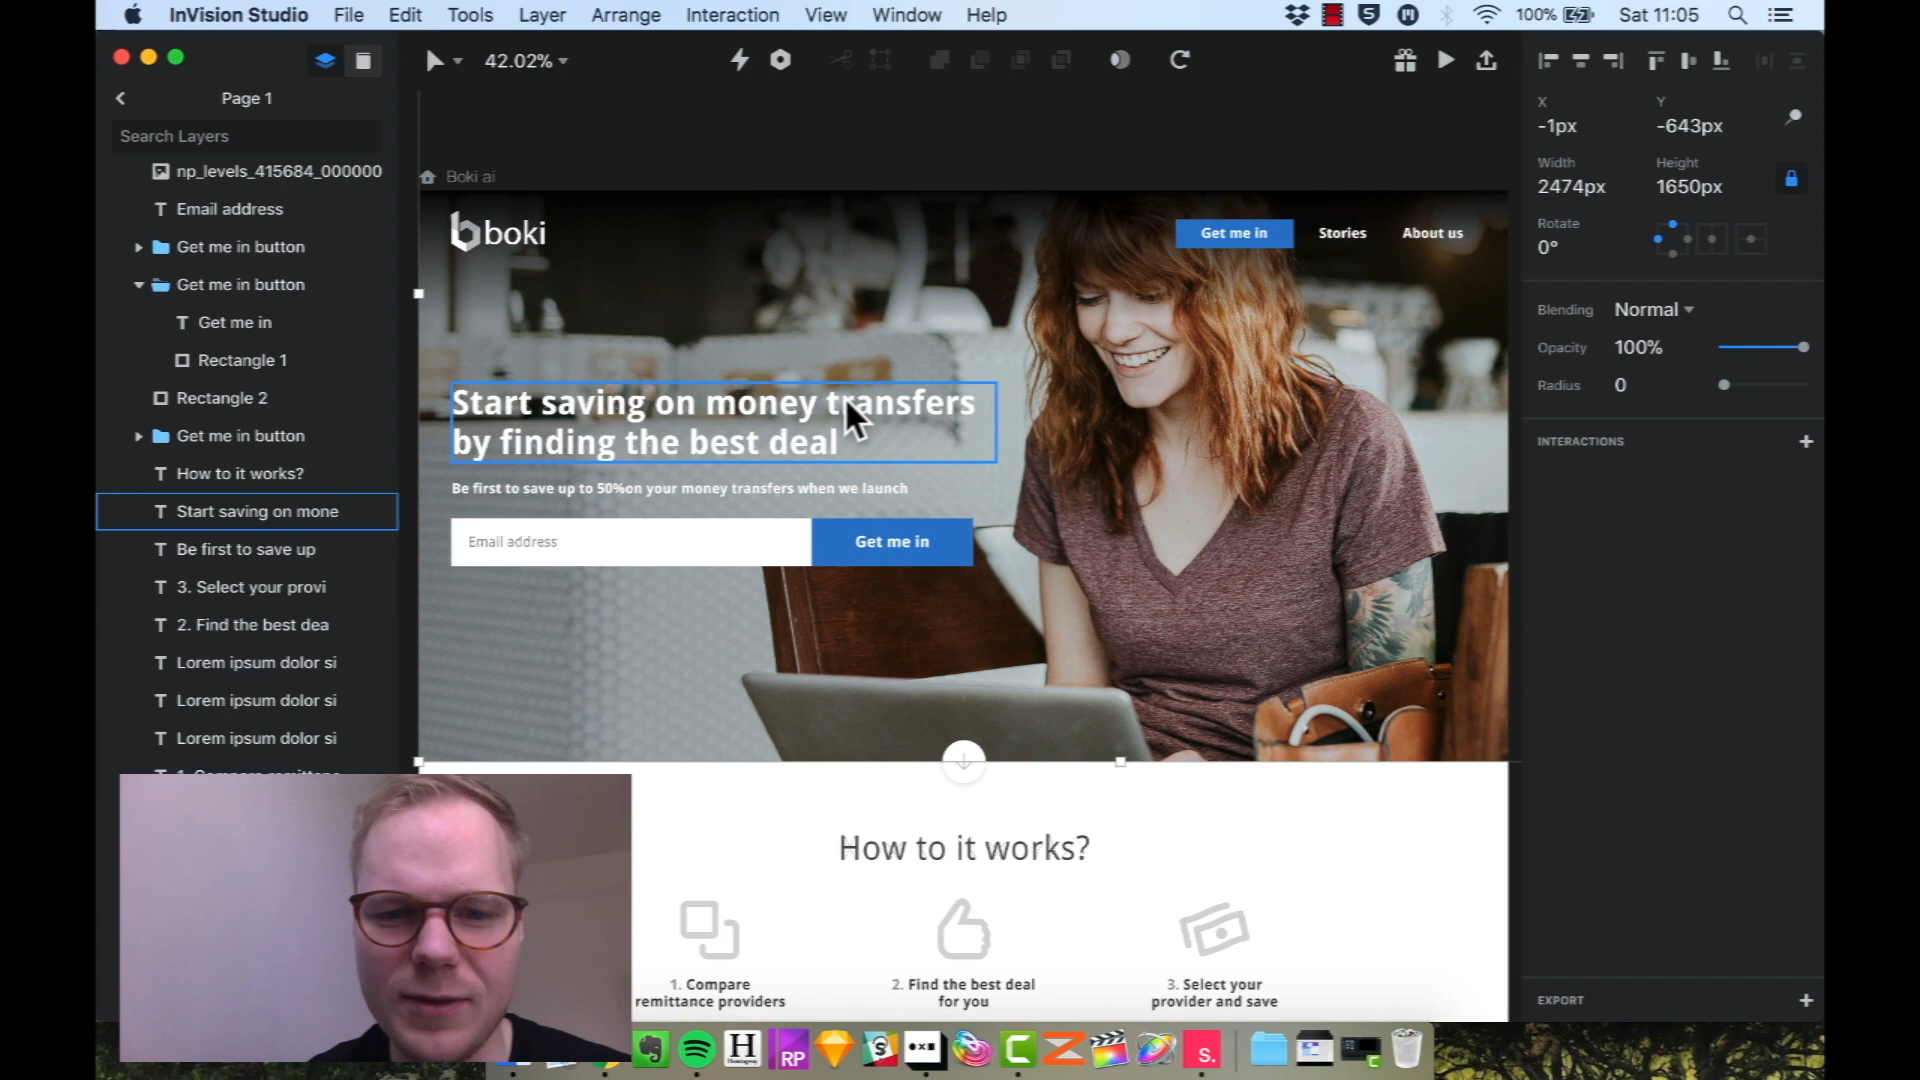 InVision Studio File Edit Tools Layer Arrange Interaction View Window Help 100% Sat 11:05
42.02%
Page 1
Search Layers
np_levels_415684_000000
Email address
Get me in button
Get me in button
Get me in
Rectangle 1
Rectangle 2
Get me in button
How to it works?
Start saving on mone
Be first to save up
3. Select your provi
2. Find the best dea
Lorem ipsum dolor si
Lorem ipsum dolor si
Lorem ipsum dolor si
Boki ai
boki
Get me in Stories About us
Start saving on money transfers
by finding the best deal
Be first to save up to 50%on your money transfers when we launch
Email address Get me in
How to it works?
1. Compare
remittance providers
2. Find the best deal
for you
3. Select your
provider and save
X Y
-1px -643px
Width Height
2474px 1650px
Rotate
0°
Blending Normal
Opacity 100%
Radius 0
INTERACTIONS
EXPORT
H
RP
S
S.